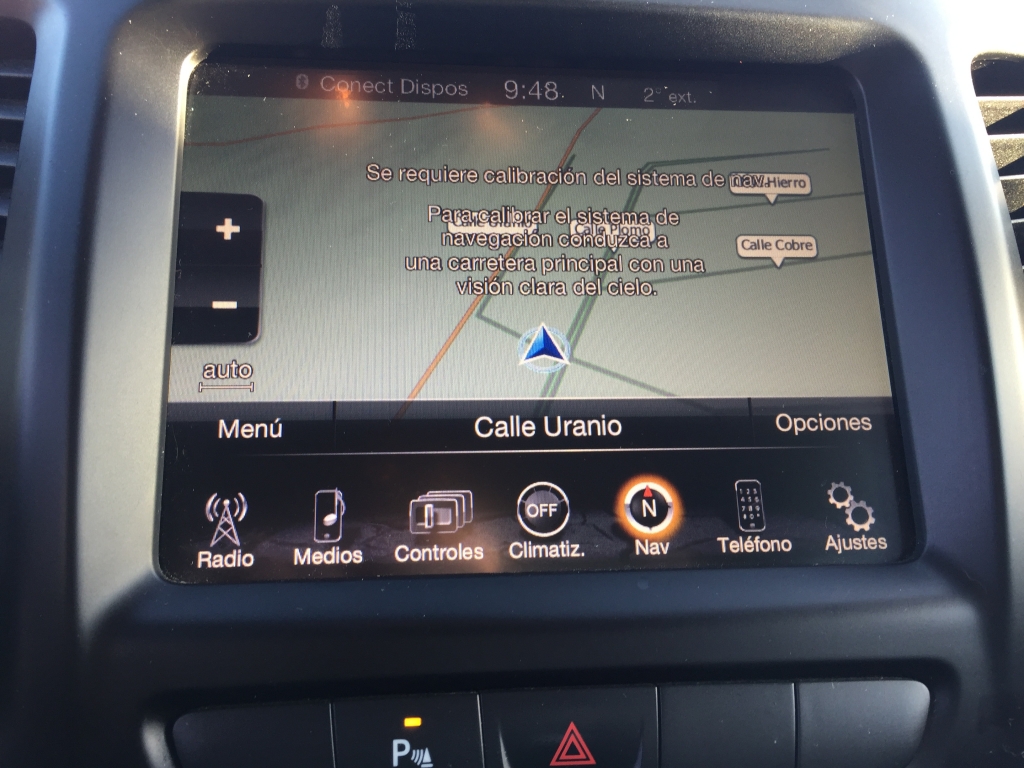 Conect Dispos 9:48 N 2° ext.
Se requiere calibración del sistema de nav.
Hierro
Para calibrar el sistema de
Calle Plomo
navegación conduzca a
Calle Cobre
una carretera principal con una
visión clara del cielo.
+
−
auto
Menú Calle Uranio Opciones
OFF N
Radio Medios Controles Climatiz. Nav Teléfono Ajustes
P